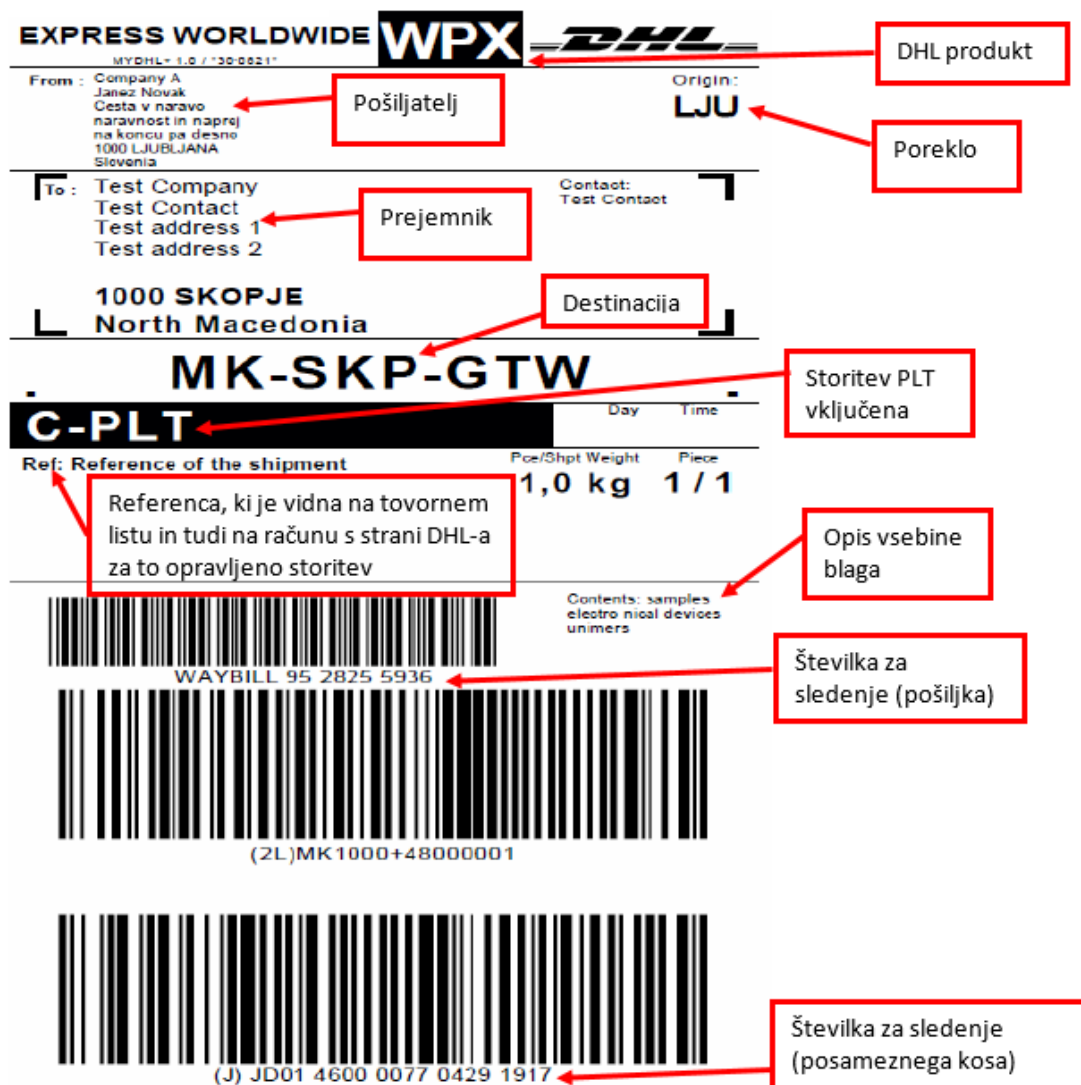 EXPRESS WORLDWIDE WPX DHL
MYDHL+ 1.0 / *30-0821*
DHL produkt
From : Company A
Janez Novak
Cesta v naravo
naravnost in naprej
na koncu pa desno
1000 LJUBLJANA
Slovenia
Pošiljatelj
Origin:
LJU
Poreklo
To : Test Company
Test Contact
Test address 1
Test address 2
Prejemnik
Contact:
Test Contact
1000 SKOPJE
North Macedonia
Destinacija
MK-SKP-GTW
Storitev PLT
vključena
C-PLT
Day Time
Ref: Reference of the shipment
Pce/Shpt Weight Piece
1,0 kg 1 / 1
Referenca, ki je vidna na tovornem
listu in tudi na računu s strani DHL-a
za to opravljeno storitev
Opis vsebine
blaga
Contents: samples
electro nical devices
unimers
WAYBILL 95 2825 5936
Številka za
sledenje (pošiljka)
(2L)MK1000+48000001
(J) JD01 4600 0077 0429 1917
Številka za sledenje
(posameznega kosa)